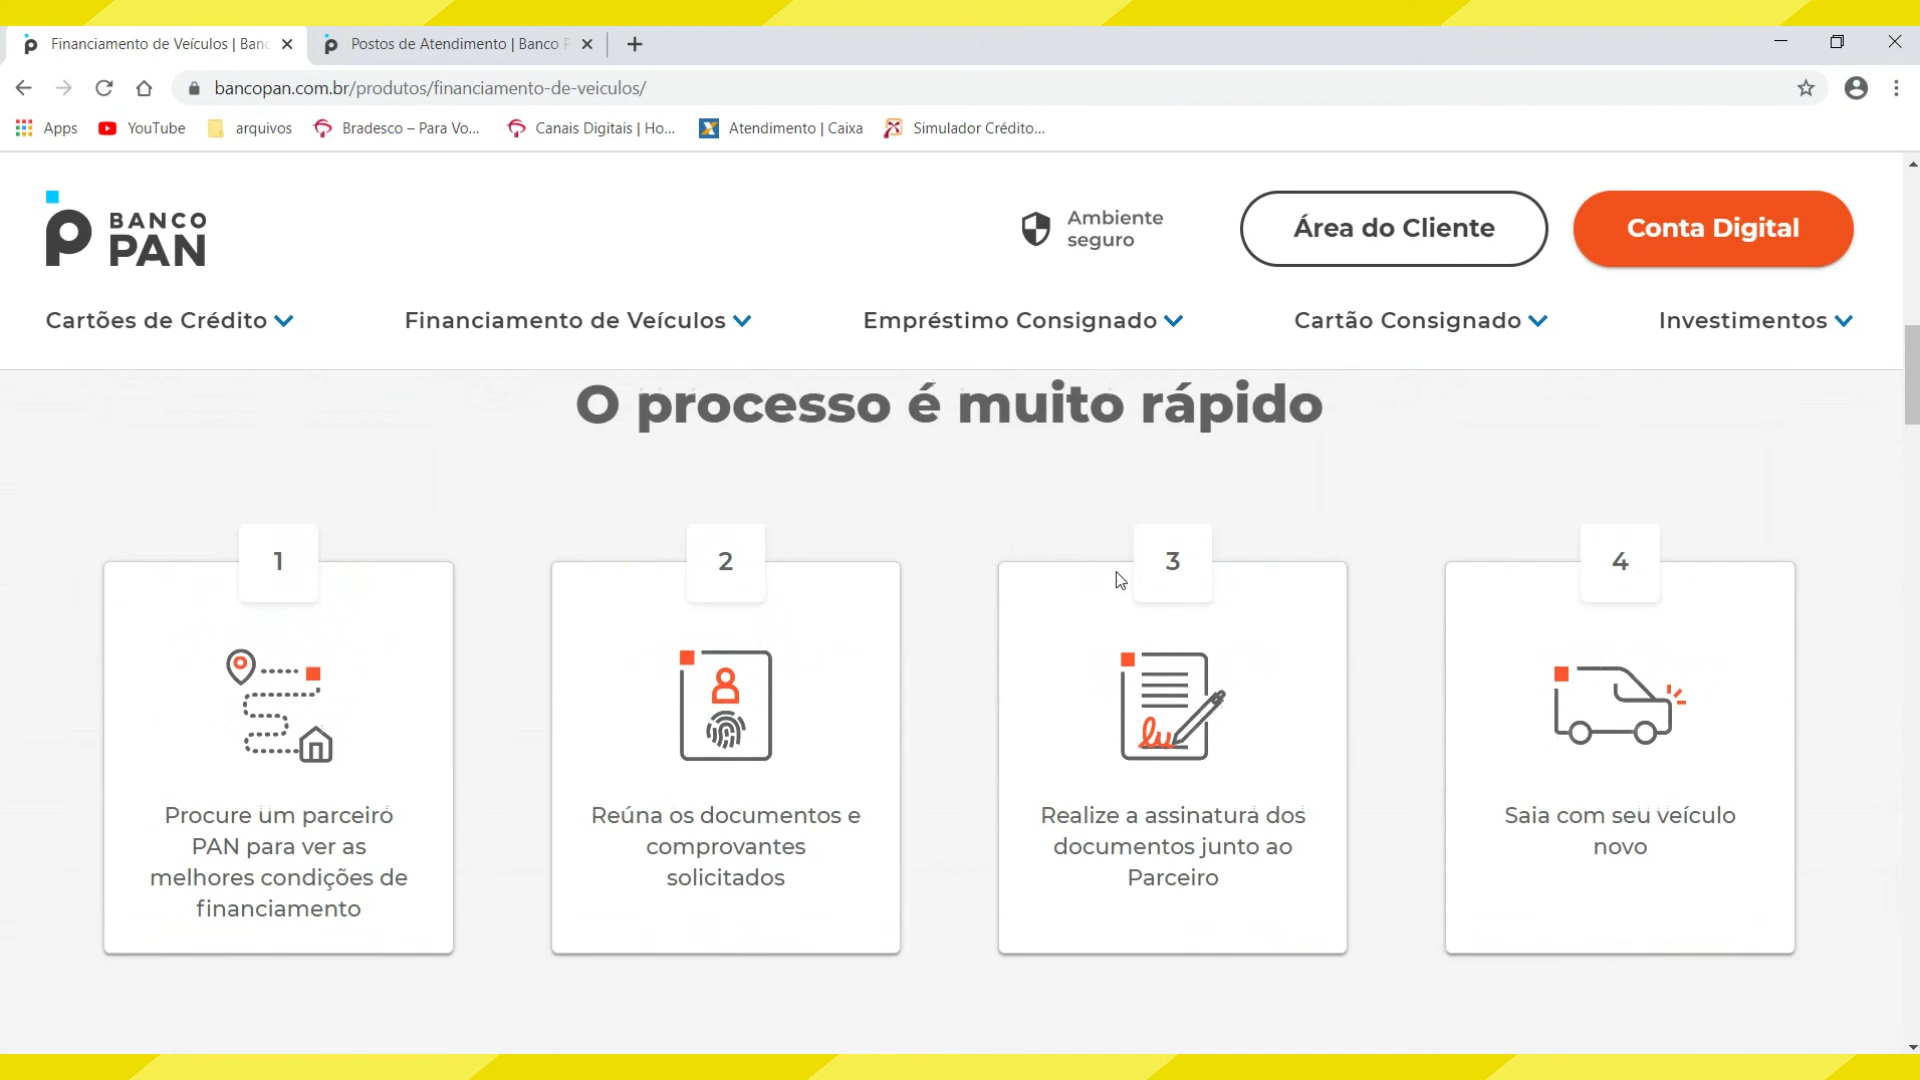 Financiamento de Veículos | Banc
Postos de Atendimento | Banco P
bancopan.com.br/produtos/financiamento-de-veiculos/
Apps
YouTube
arquivos
Bradesco – Para Vo...
Canais Digitais | Ho...
Atendimento | Caixa
Simulador Crédito...
BANCO
PAN
Ambiente
seguro
Área do Cliente
Conta Digital
Cartões de Crédito
Financiamento de Veículos
Empréstimo Consignado
Cartão Consignado
Investimentos
O processo é muito rápido
1
Procure um parceiro
PAN para ver as
melhores condições de
financiamento
2
Reúna os documentos e
comprovantes
solicitados
3
Realize a assinatura dos
documentos junto ao
Parceiro
4
Saia com seu veículo
novo